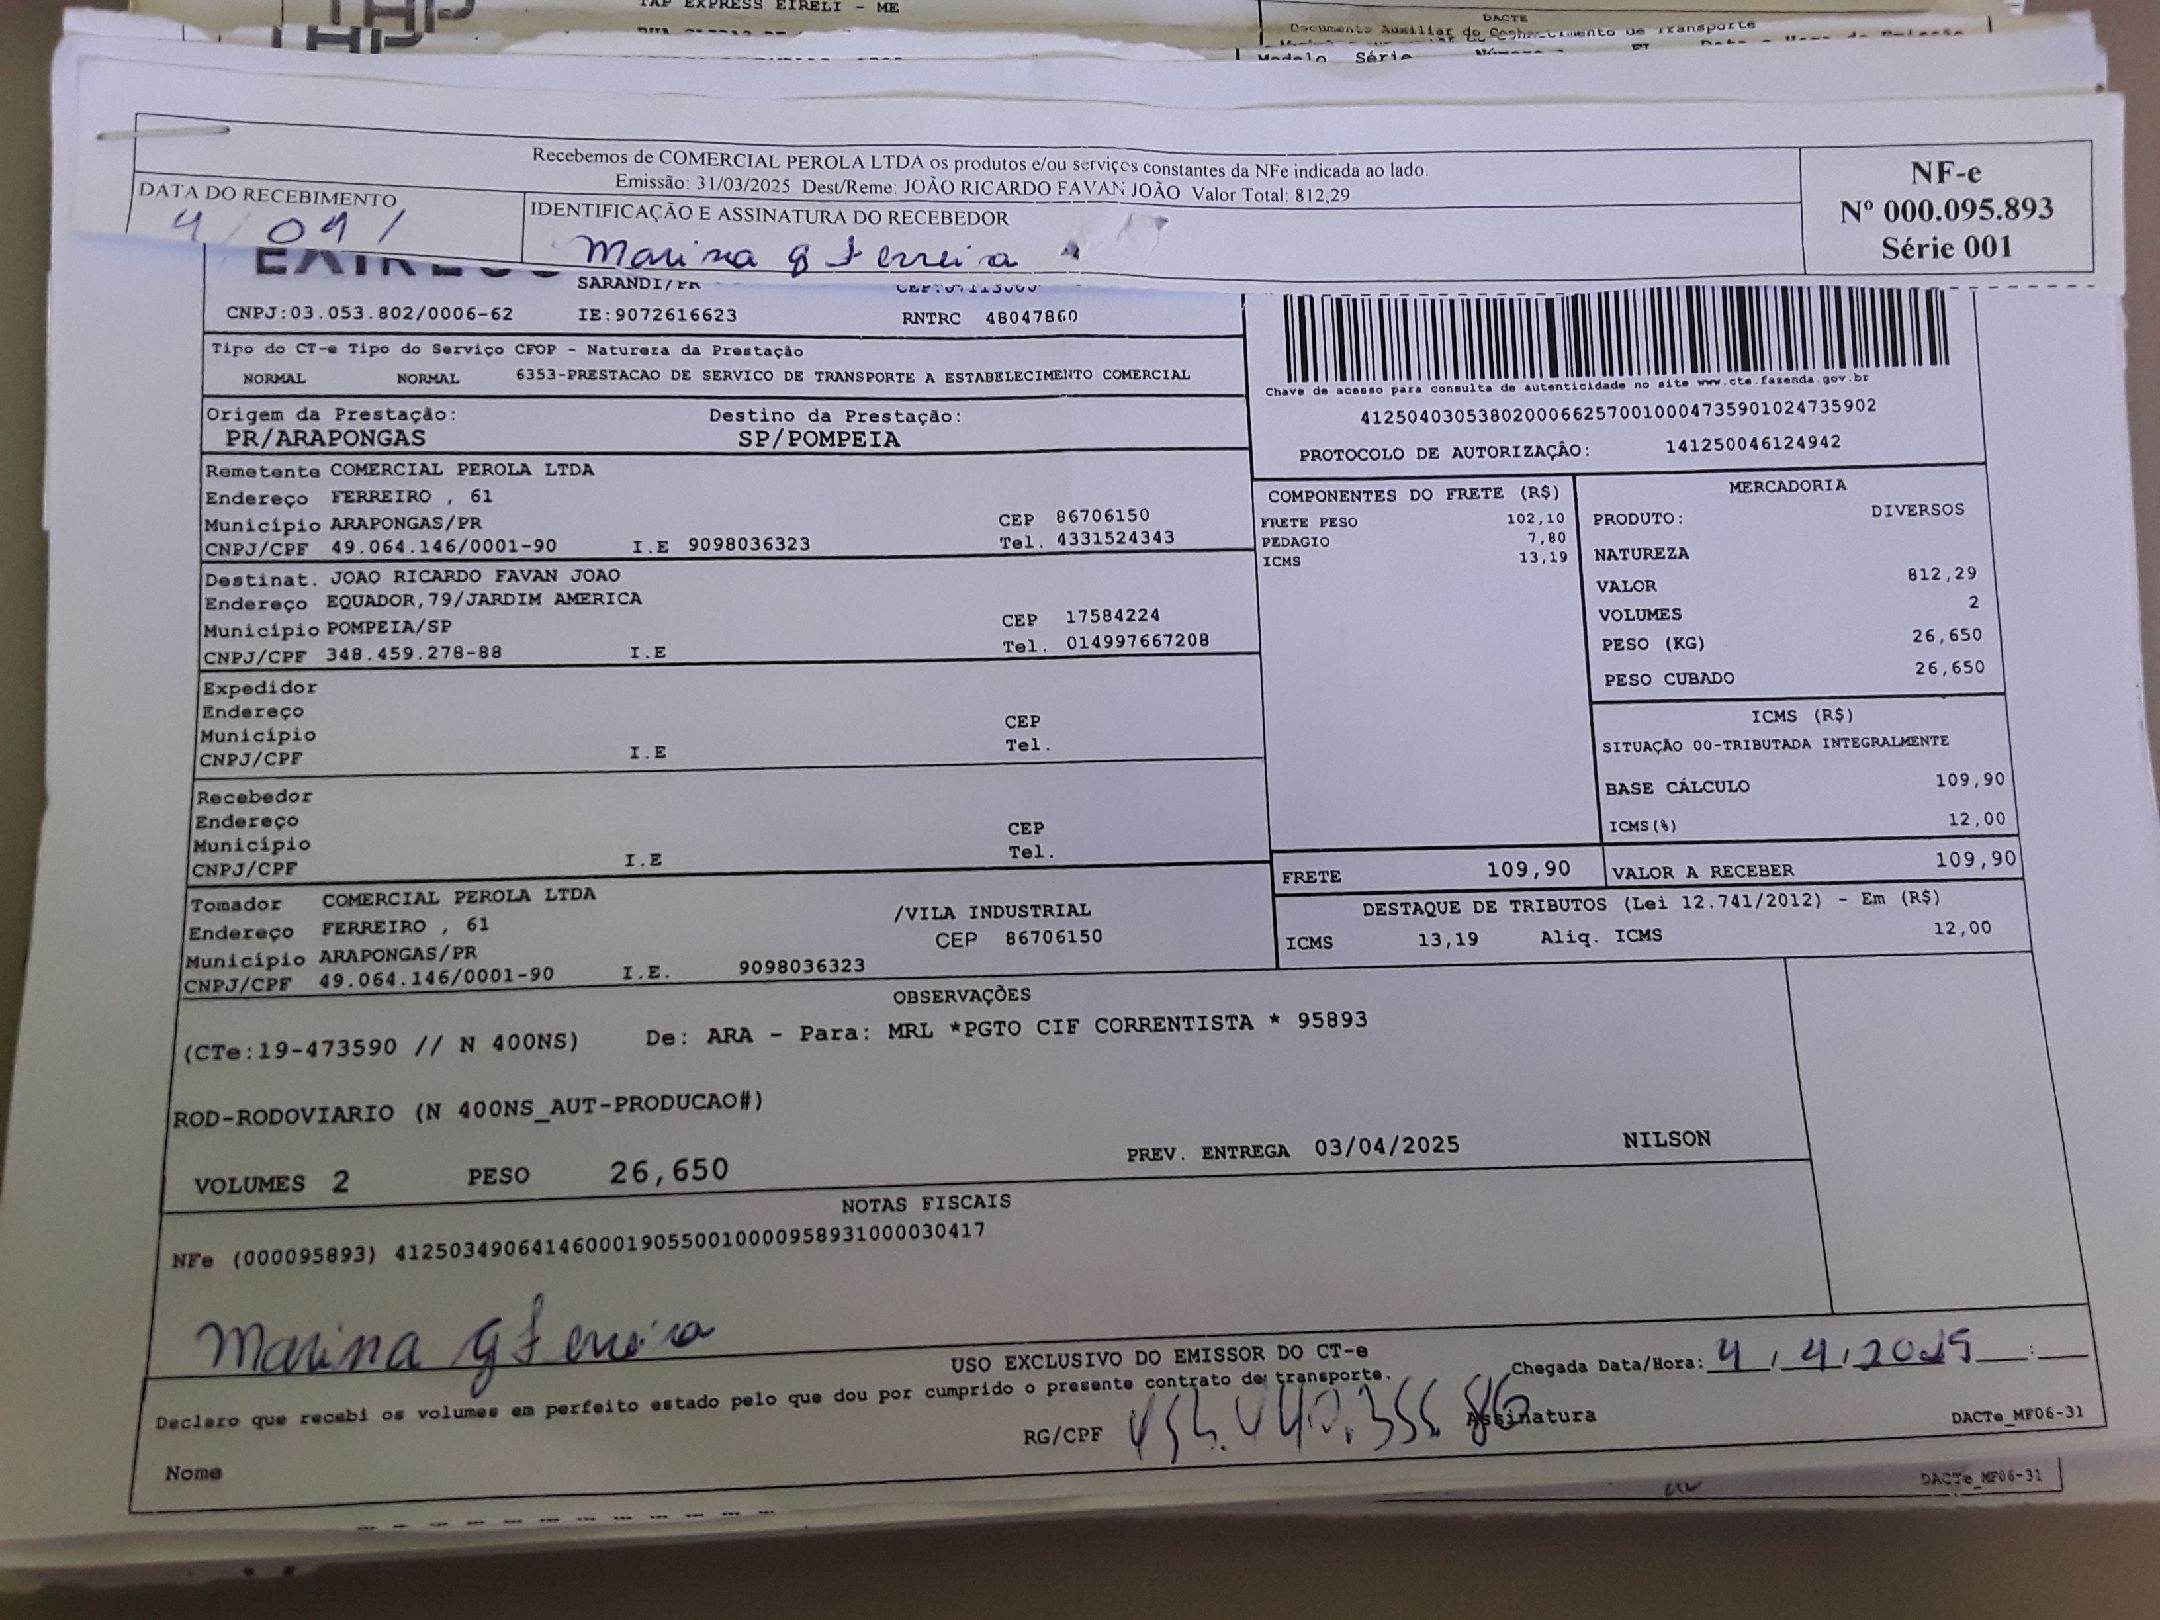 TAP EXPRESS EIRELI - ME
DACTE
Documento Auxiliar do Conhecimento de Transporte
Modelo Série
Recebemos de COMERCIAL PEROLA LTDA os produtos e/ou serviços constantes da NFe indicada ao lado.
Emissão: 31/03/2025 Dest/Reme: JOÃO RICARDO FAVAN JOÃO Valor Total: 812,29
NF-e
Nº 000.095.893
Série 001
DATA DO RECEBIMENTO
IDENTIFICAÇÃO E ASSINATURA DO RECEBEDOR
4/04/
Marina g Ferreira
SARANDI/PR
CNPJ:03.053.802/0006-62 IE:9072616623 RNTRC 48047860
Tipo do CT-e Tipo do Serviço CFOP - Natureza da Prestação
NORMAL NORMAL 6353-PRESTACAO DE SERVICO DE TRANSPORTE A ESTABELECIMENTO COMERCIAL
Chave de acesso para consulta de autenticidade no site www.cte.fazenda.gov.br
41250403053802000662570010004735901024735902
PROTOCOLO DE AUTORIZAÇÃO: 141250046124942
Origem da Prestação: Destino da Prestação:
PR/ARAPONGAS SP/POMPEIA
Remetente COMERCIAL PEROLA LTDA
Endereço FERREIRO , 61
Município ARAPONGAS/PR CEP 86706150
CNPJ/CPF 49.064.146/0001-90 I.E 9098036323 Tel. 4331524343
Destinat. JOAO RICARDO FAVAN JOAO
Endereço EQUADOR,79/JARDIM AMERICA
Município POMPEIA/SP CEP 17584224
CNPJ/CPF 348.459.278-88 I.E Tel. 014997667208
Expedidor
Endereço
Município CEP
CNPJ/CPF I.E Tel.
Recebedor
Endereço
Município CEP
CNPJ/CPF I.E Tel.
Tomador COMERCIAL PEROLA LTDA
Endereço FERREIRO , 61 /VILA INDUSTRIAL
Município ARAPONGAS/PR CEP 86706150
CNPJ/CPF 49.064.146/0001-90 I.E. 9098036323
COMPONENTES DO FRETE (R$)
FRETE PESO 102,10
PEDAGIO 7,80
ICMS 13,19
MERCADORIA
PRODUTO: DIVERSOS
NATUREZA
VALOR 812,29
VOLUMES 2
PESO (KG) 26,650
PESO CUBADO 26,650
ICMS (R$)
SITUAÇÃO 00-TRIBUTADA INTEGRALMENTE
BASE CÁLCULO 109,90
ICMS(%) 12,00
FRETE 109,90 VALOR A RECEBER 109,90
DESTAQUE DE TRIBUTOS (Lei 12.741/2012) - Em (R$)
ICMS 13,19 Aliq. ICMS 12,00
OBSERVAÇÕES
(CTe:19-473590 // N 400NS) De: ARA - Para: MRL *PGTO CIF CORRENTISTA * 95893
ROD-RODOVIARIO (N 400NS_AUT-PRODUCAO#)
VOLUMES 2 PESO 26,650 PREV. ENTREGA 03/04/2025 NILSON
NOTAS FISCAIS
NFe (000095893) 41250349064146000190550010000958931000030417
Marina g Ferreira
USO EXCLUSIVO DO EMISSOR DO CT-e
Chegada Data/Hora: 4/4/2025 :
Declaro que recebi os volumes em perfeito estado pelo que dou por cumprido o presente contrato de transporte.
Nome RG/CPF Assinatura
DACTe_MF06-31
DACTe_MF06-31